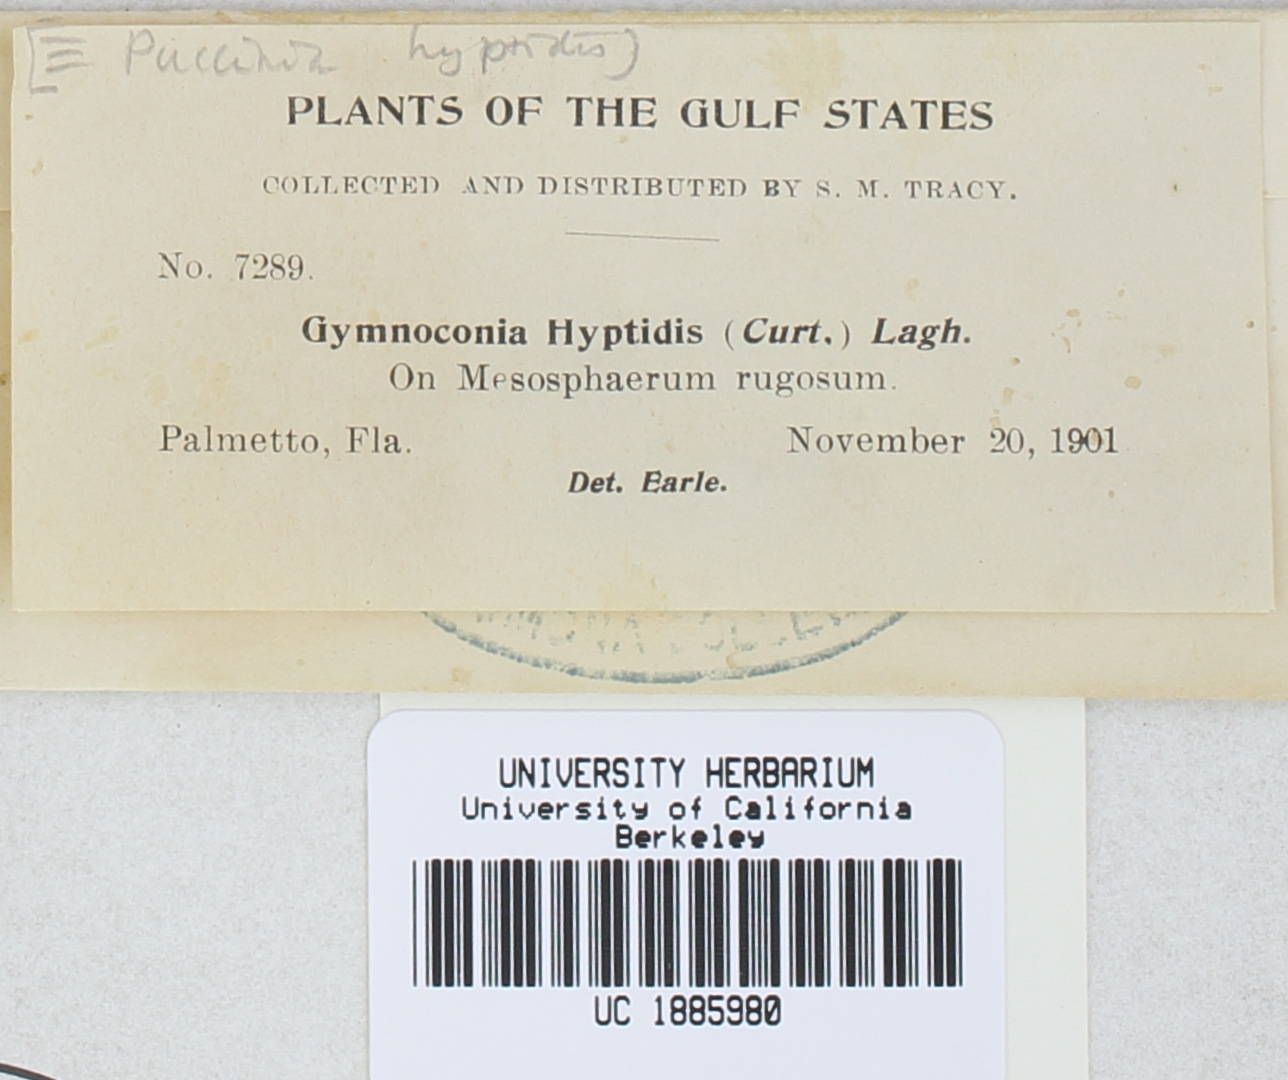 [≡ Puccinia hyptidis)
PLANTS OF THE GULF STATES
COLLECTED AND DISTRIBUTED BY S. M. TRACY.
No. 7289.
Gymnoconia Hyptidis (Curt.) Lagh.
On Mesosphaerum rugosum.
Palmetto, Fla. November 20, 1901
Det. Earle.
UNIVERSITY HERBARIUM
University of California
Berkeley
UC 1885980